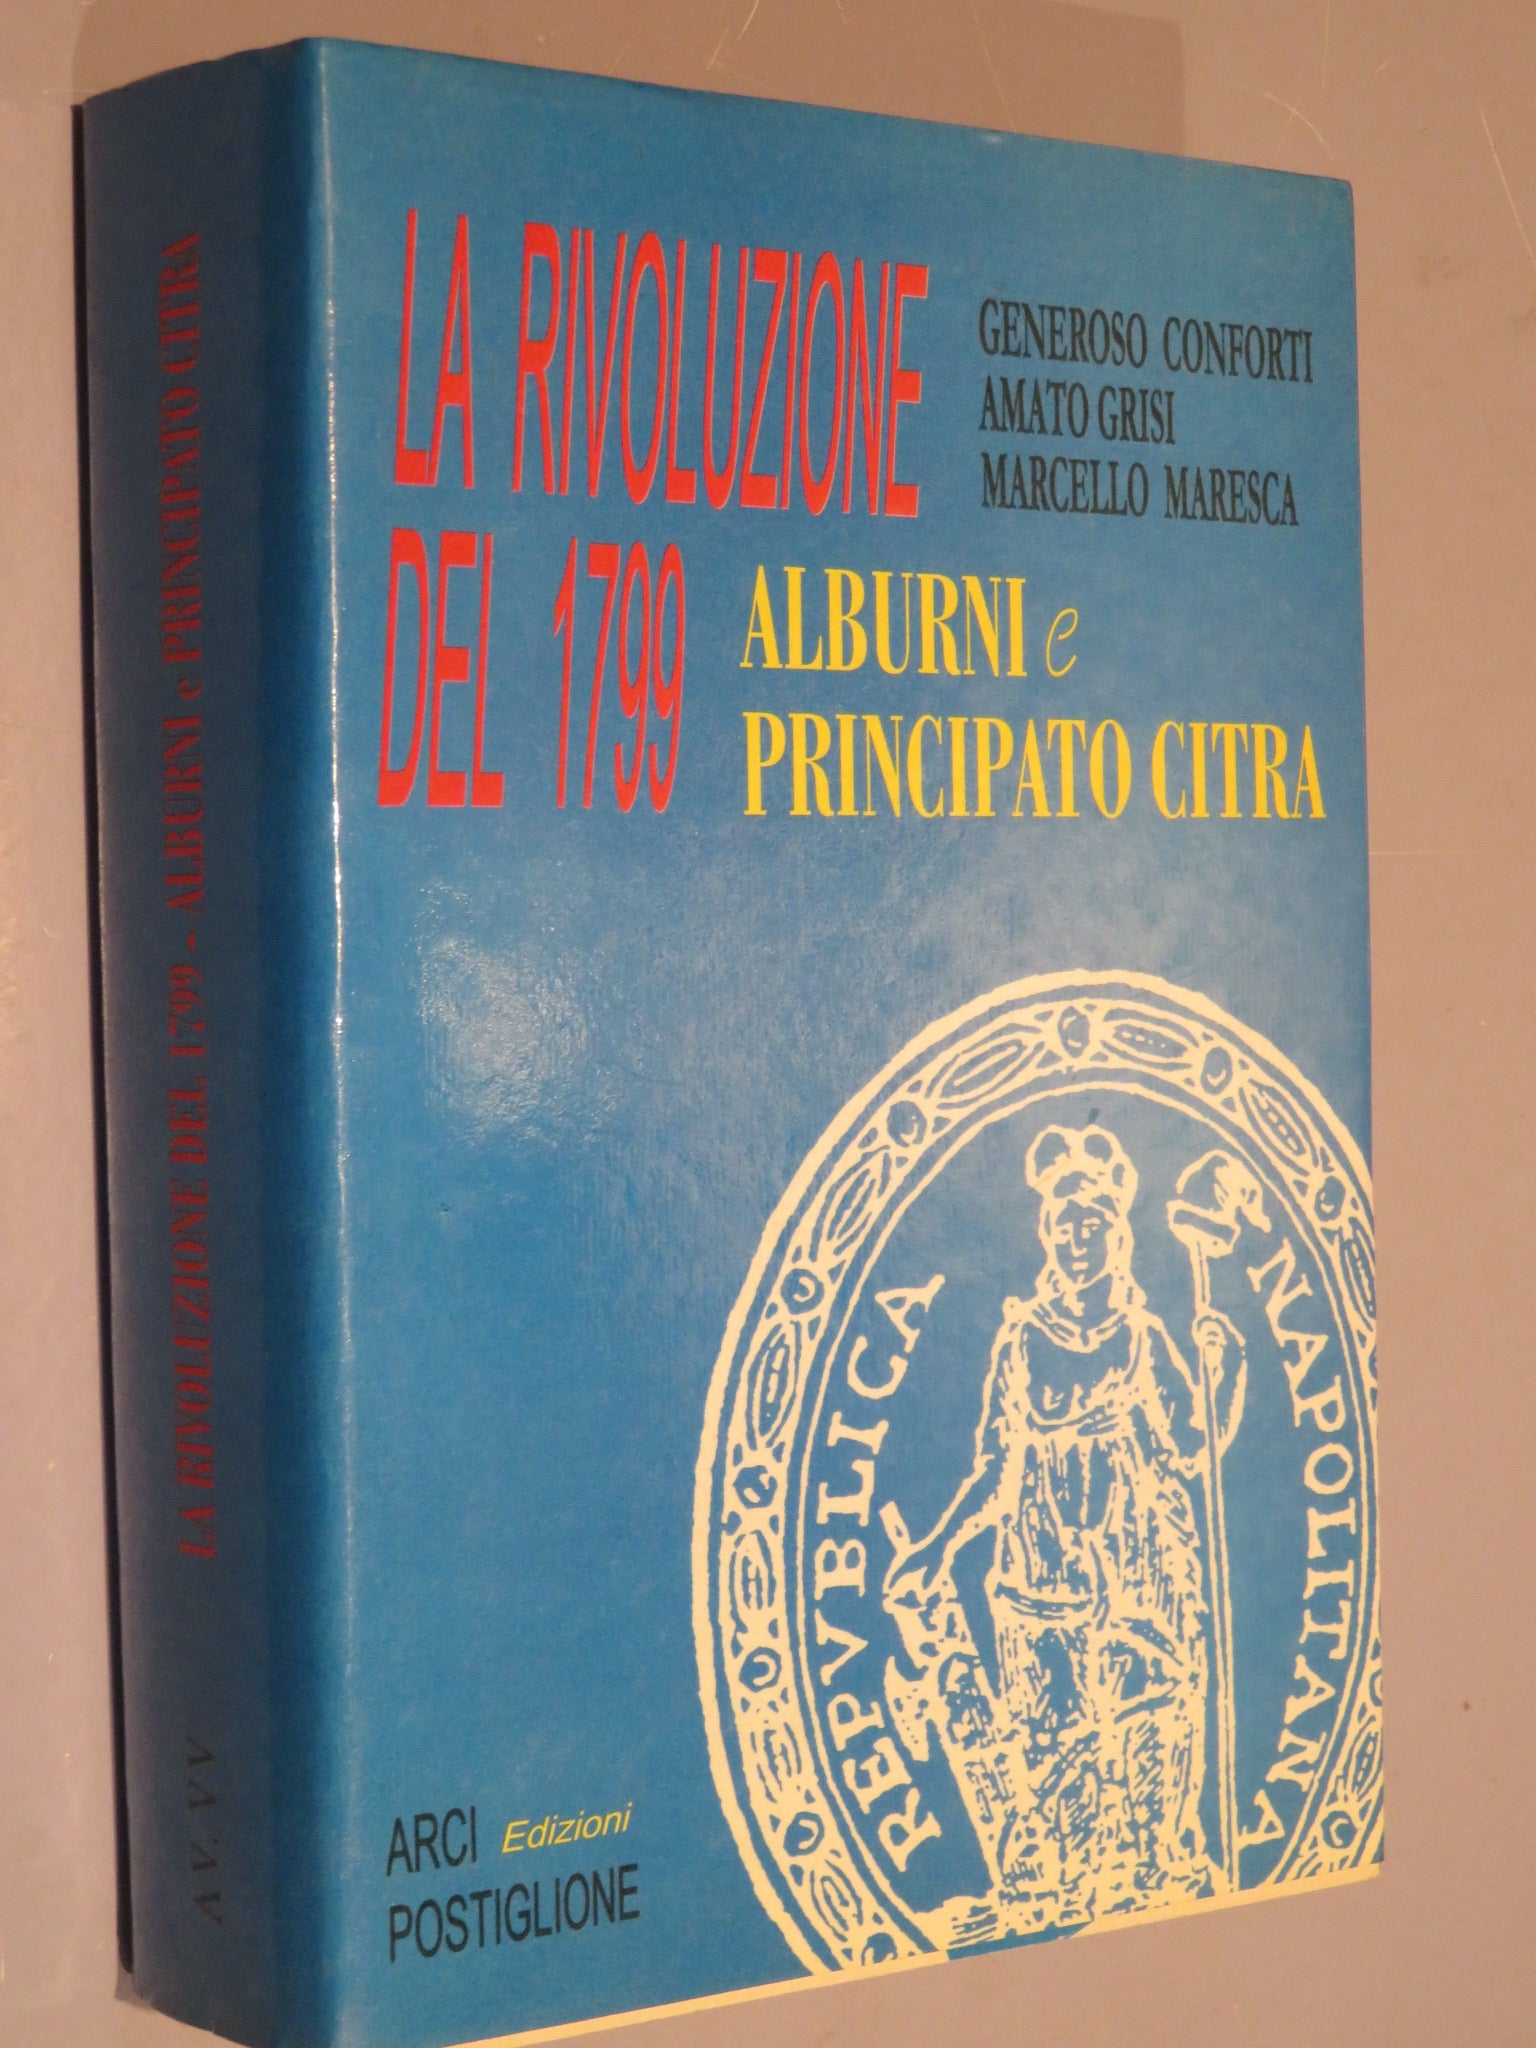 LA RIVOLUZIONE
DEL 1799
GENEROSO CONFORTI
AMATO GRISI
MARCELLO MARESCA
ALBURNI e
PRINCIPATO CITRA
REPVBLICA NAPOLITANA
ARCI Edizioni
POSTIGLIONE
LA RIVOLUZIONE DEL 1799 - ALBURNI e PRINCIPATO CITRA
AV. VV